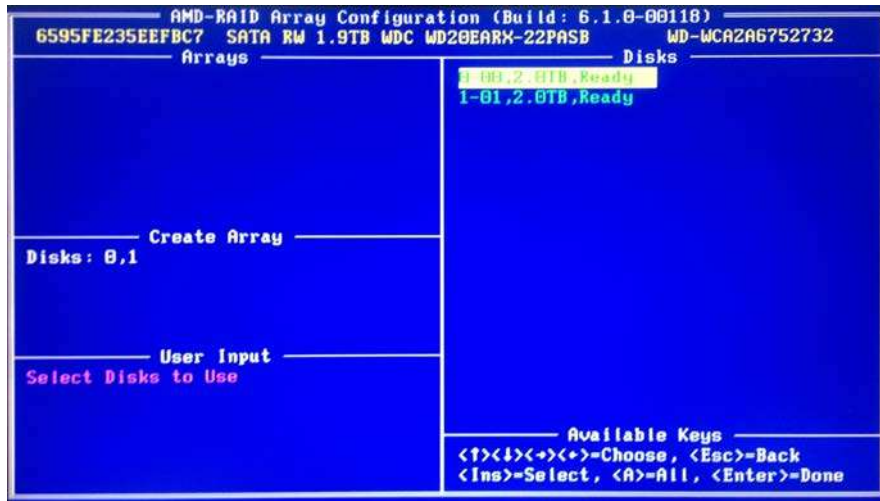 AMD-RAID Array Configuration (Build: 6.1.0-00118)
6595FE235EEFBC7 SATA RW 1.9TB WDC WD20EARX-22PASB WD-WCAZA6752732
Arrays
Disks
0-00,2.0TB,Ready
1-01,2.0TB,Ready
Create Array
Disks: 0,1
User Input
Select Disks to Use
Available Keys
<↑><↓><→><←>=Choose, <Esc>=Back
<Ins>=Select, <A>=All, <Enter>=Done